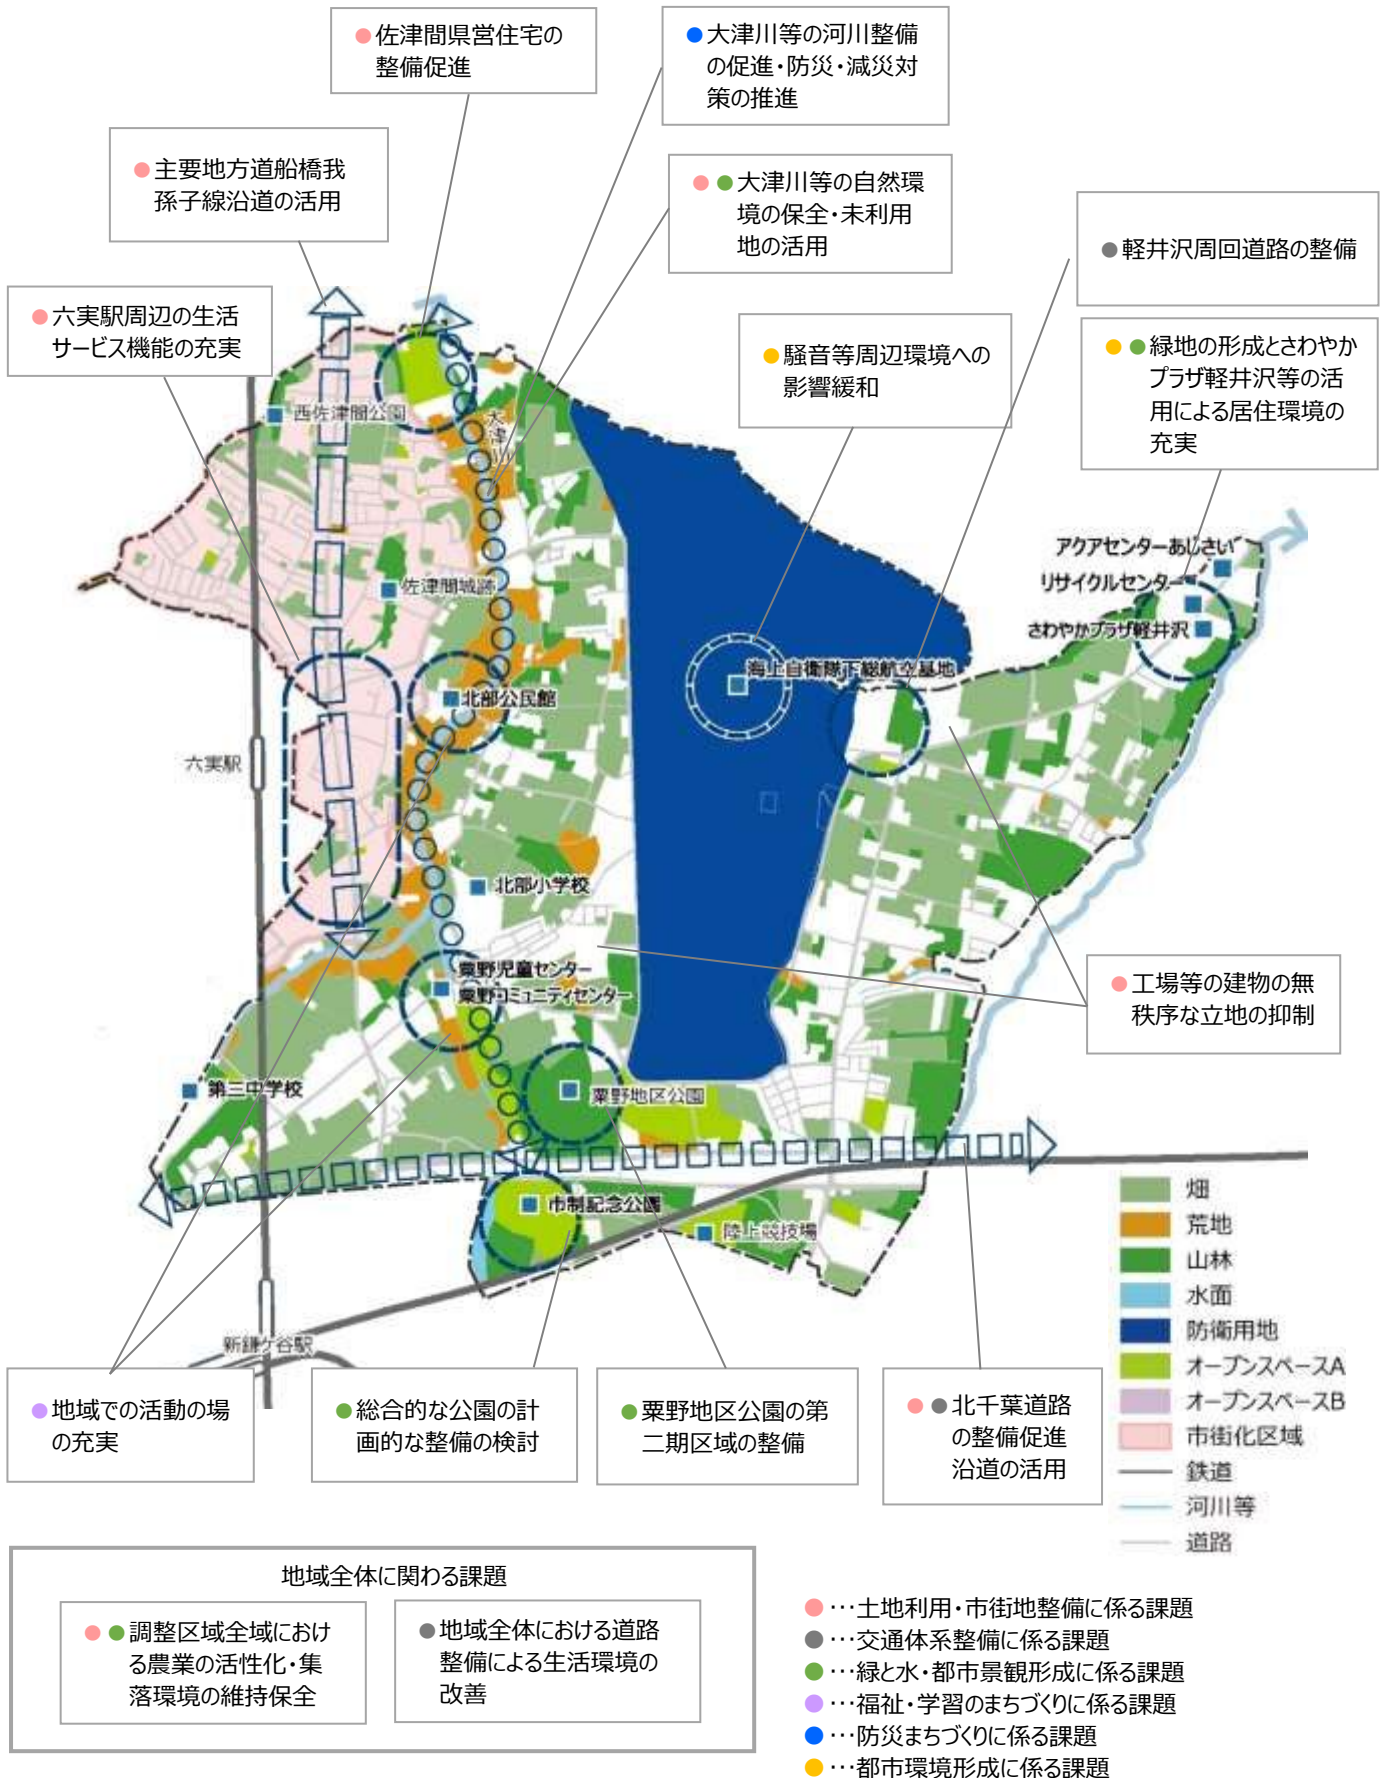 ●佐津間県営住宅の
整備促進
●大津川等の河川整備
の促進・防災・減災対
策の推進
●主要地方道船橋我
孫子線沿道の活用
●●大津川等の自然環
境の保全・未利用
地の活用
●軽井沢周回道路の整備
●六実駅周辺の生活
サービス機能の充実
●騒音等周辺環境への
影響緩和
●●緑地の形成とさわやか
プラザ軽井沢等の活
用による居住環境の
充実
西佐津間公園
大津川
アクアセンターあじさい
リサイクルセンター
佐津間城跡
さわやかプラザ軽井沢
海上自衛隊下総航空基地
北部公民館
六実駅
北部小学校
粟野児童センター
粟野コミュニティセンター
●工場等の建物の無
秩序な立地の抑制
第三中学校
粟野地区公園
市制記念公園
陸上競技場
新鎌ケ谷駅
畑
荒地
山林
水面
防衛用地
オープンスペースA
オープンスペースB
市街化区域
鉄道
河川等
道路
●地域での活動の場
の充実
●総合的な公園の計
画的な整備の検討
●粟野地区公園の第
二期区域の整備
●●北千葉道路
の整備促進
沿道の活用
地域全体に関わる課題
●●調整区域全域におけ
る農業の活性化・集
落環境の維持保全
●地域全体における道路
整備による生活環境の
改善
●…土地利用・市街地整備に係る課題
●…交通体系整備に係る課題
●…緑と水・都市景観形成に係る課題
●…福祉・学習のまちづくりに係る課題
●…防災まちづくりに係る課題
●…都市環境形成に係る課題